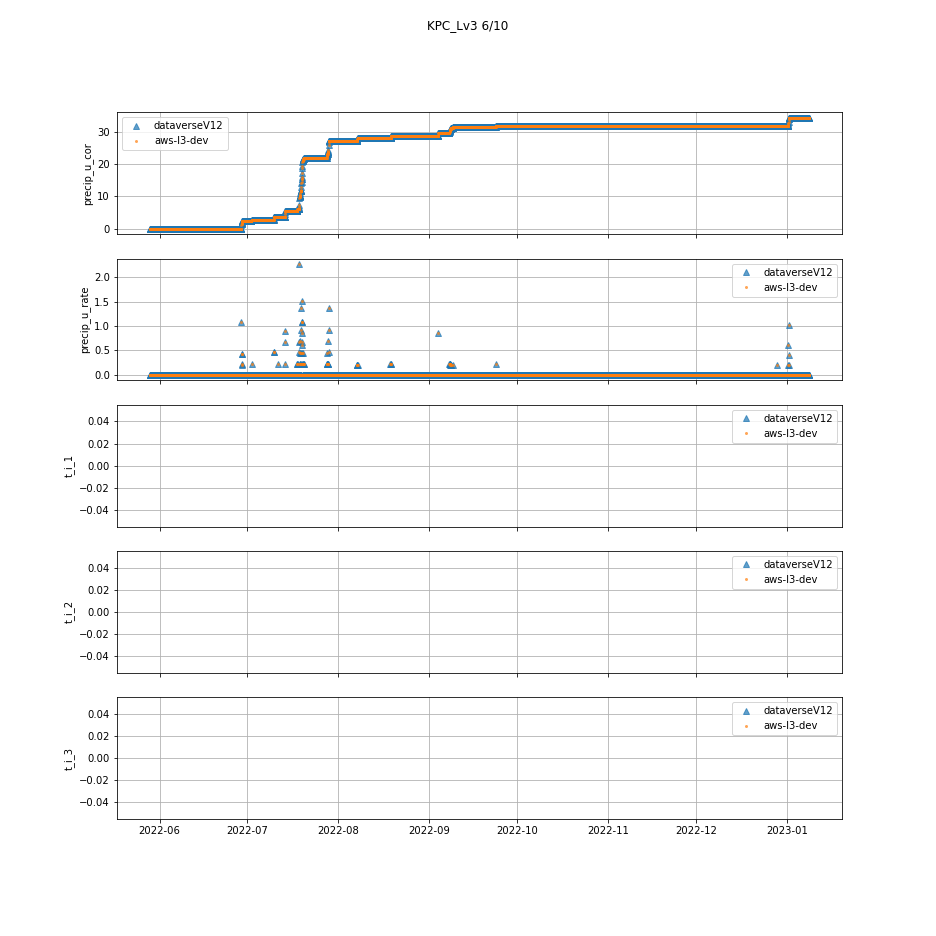 KPC_Lv3 6/10
precip_u_cor
30
20
10
0
dataverseV12
aws-l3-dev
precip_u_rate
2.0
1.5
1.0
0.5
0.0
dataverseV12
aws-l3-dev
t_i_1
0.04
0.02
0.00
−0.02
−0.04
dataverseV12
aws-l3-dev
t_i_2
0.04
0.02
0.00
−0.02
−0.04
dataverseV12
aws-l3-dev
t_i_3
0.04
0.02
0.00
−0.02
−0.04
dataverseV12
aws-l3-dev
2022-06 2022-07 2022-08 2022-09 2022-10 2022-11 2022-12 2023-01